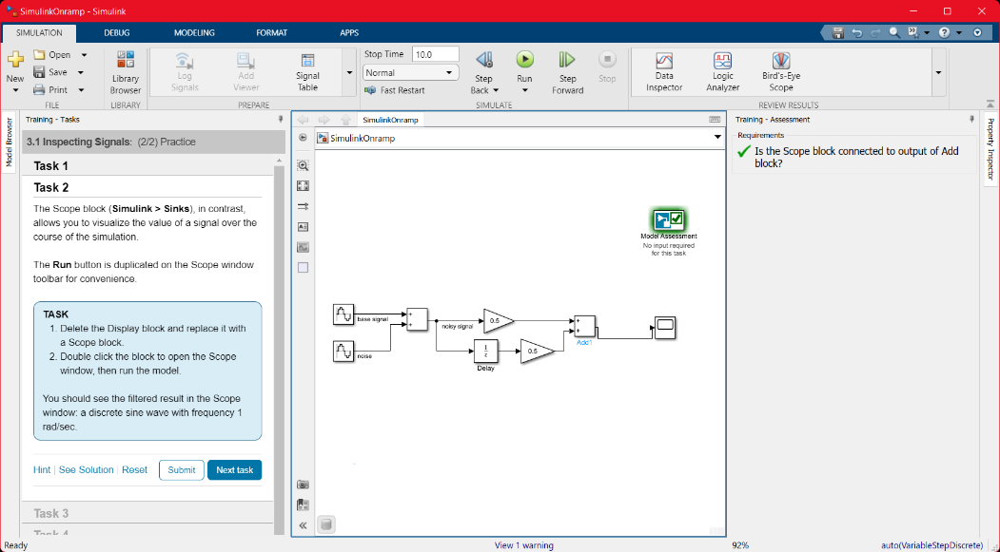 SimulinkOnramp - Simulink
SIMULATION DEBUG MODELING FORMAT APPS
New
Open
Save
Print
FILE
Library Browser
LIBRARY
Log Signals
Add Viewer
Signal Table
PREPARE
Stop Time 10.0
Normal
Fast Restart
Step Back
Run
Step Forward
Stop
SIMULATE
Data Inspector
Logic Analyzer
Bird's-Eye Scope
REVIEW RESULTS
Model Browser
Training - Tasks
3.1 Inspecting Signals: (2/2) Practice
Task 1
Task 2
The Scope block (Simulink > Sinks), in contrast,
allows you to visualize the value of a signal over the
course of the simulation.
The Run button is duplicated on the Scope window
toolbar for convenience.
TASK
1. Delete the Display block and replace it with
a Scope block.
2. Double click the block to open the Scope
window, then run the model.
You should see the filtered result in the Scope
window: a discrete sine wave with frequency 1
rad/sec.
Hint | See Solution | Reset Submit Next task
Task 3
Task 4
SimulinkOnramp
SimulinkOnramp
Model Assessment
No input required
for this task
base signal
noise
+
+
noisy signal
0.5
1
z
Delay
0.5
+
+
Add1
Training - Assessment
Requirements
Is the Scope block connected to output of Add
block?
Property Inspector
Ready
View 1 warning
92%
auto(VariableStepDiscrete)